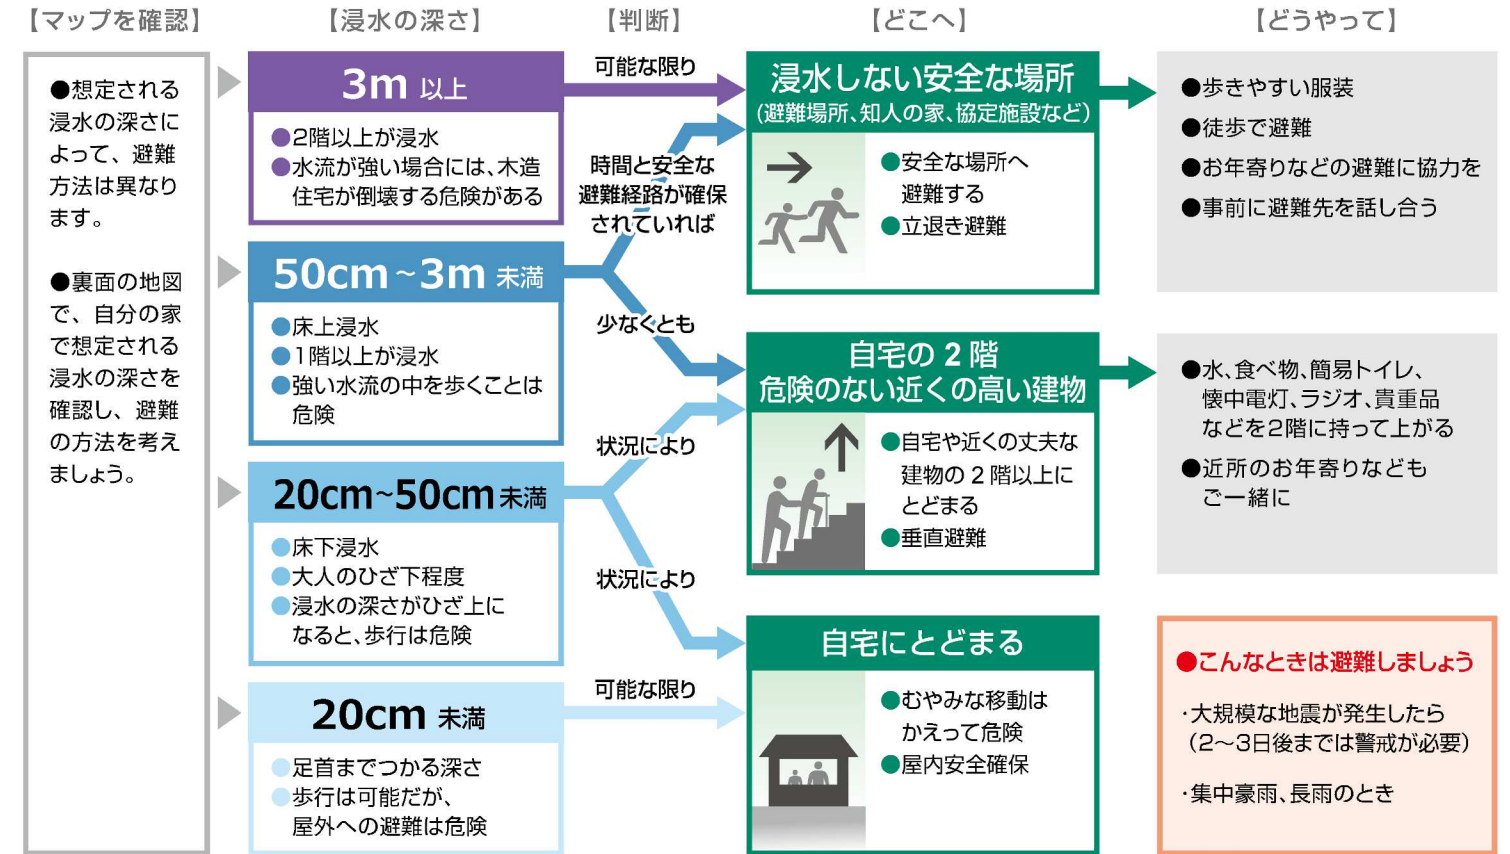 【マップを確認】
【浸水の深さ】
【判断】
【どこへ】
【どうやって】
●想定される
浸水の深さに
よって、避難
方法は異なり
ます。
●裏面の地図
で、自分の家
で想定される
浸水の深さを
確認し、避難
の方法を考え
ましょう。
3m 以上
●2階以上が浸水
●水流が強い場合には、木造
住宅が倒壊する危険がある
50cm~3m 未満
●床上浸水
●1階以上が浸水
●強い水流の中を歩くことは
危険
20cm~50cm未満
●床下浸水
●大人のひざ下程度
●浸水の深さがひざ上に
なると、歩行は危険
20cm 未満
●足首までつかる深さ
●歩行は可能だが、
屋外への避難は危険
可能な限り
時間と安全な
避難経路が確保
されていれば
少なくとも
状況により
状況により
可能な限り
浸水しない安全な場所
(避難場所、知人の家、協定施設など)
●安全な場所へ
避難する
●立退き避難
自宅の2階
危険のない近くの高い建物
●自宅や近くの丈夫な
建物の2階以上に
とどまる
●垂直避難
自宅にとどまる
●むやみな移動は
かえって危険
●屋内安全確保
●歩きやすい服装
●徒歩で避難
●お年寄りなどの避難に協力を
●事前に避難先を話し合う
●水、食べ物、簡易トイレ、
懐中電灯、ラジオ、貴重品
などを2階に持って上がる
●近所のお年寄りなども
ご一緒に
●こんなときは避難しましょう
・大規模な地震が発生したら
(2〜3日後までは警戒が必要)
・集中豪雨、長雨のとき